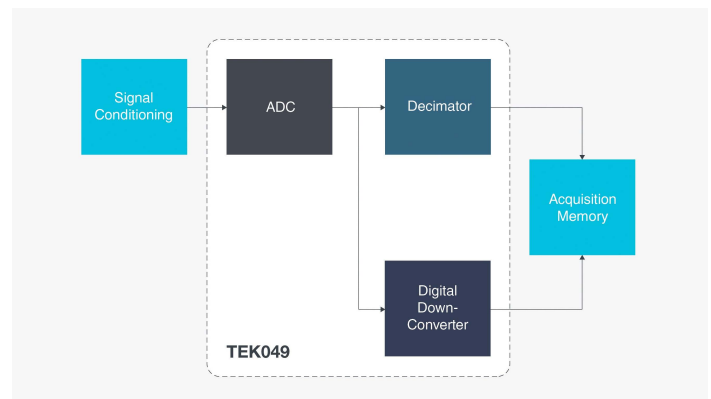 Signal
Conditioning
ADC
Decimator
Acquisition
Memory
Digital
Down-
Converter
TEK049